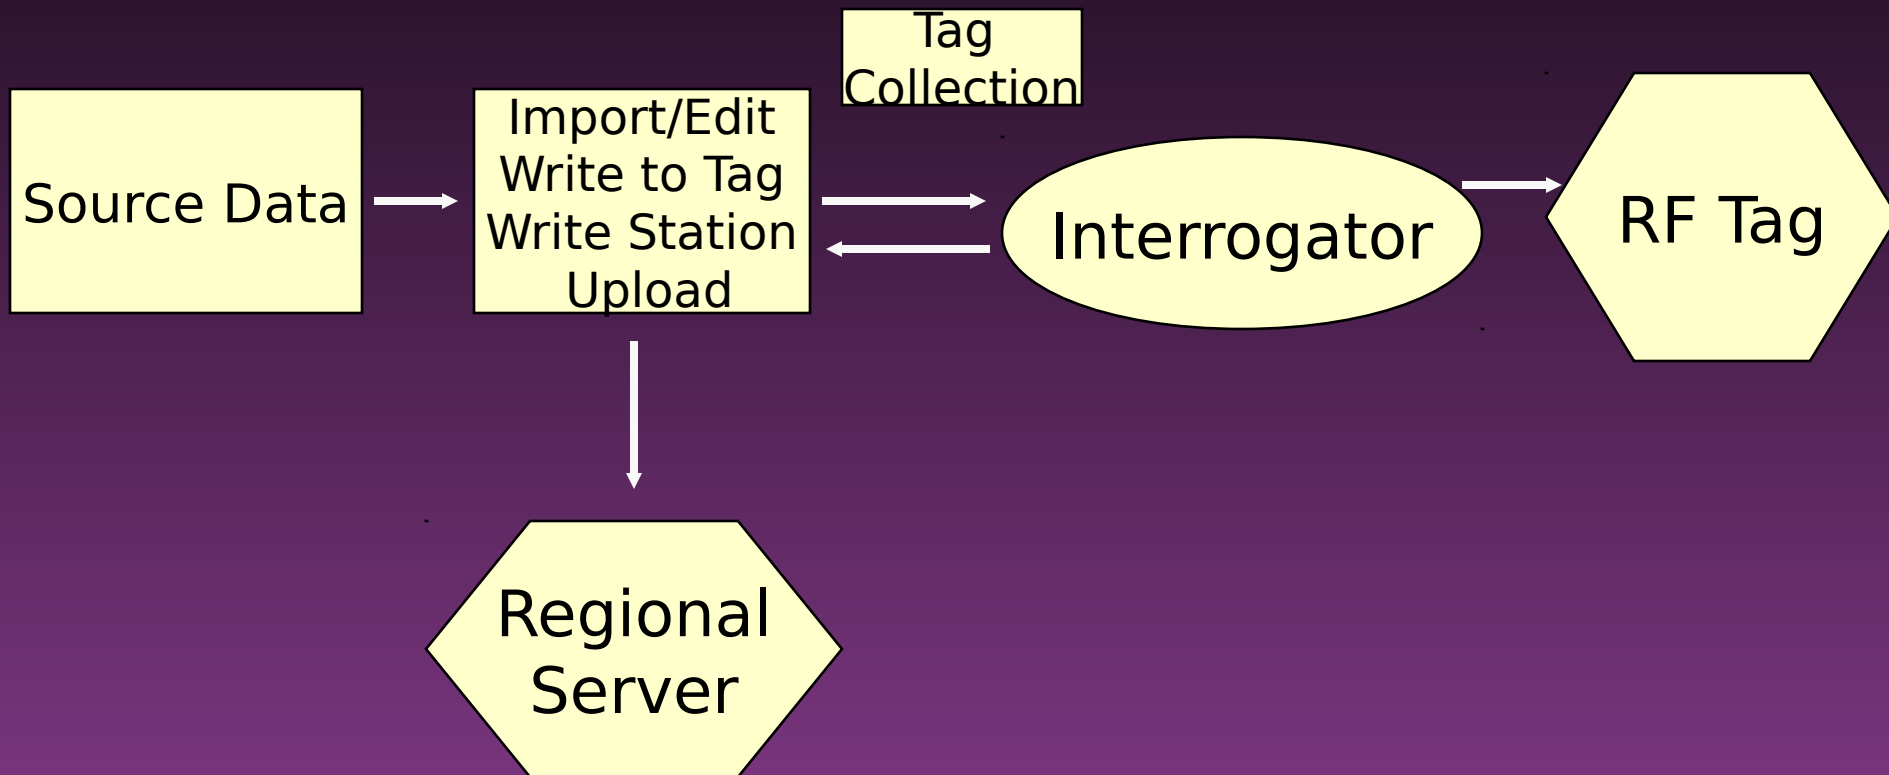 Tag
Collection
Source Data
Import/Edit
Write to Tag
Write Station
Upload
Interrogator
RF Tag
Regional
Server